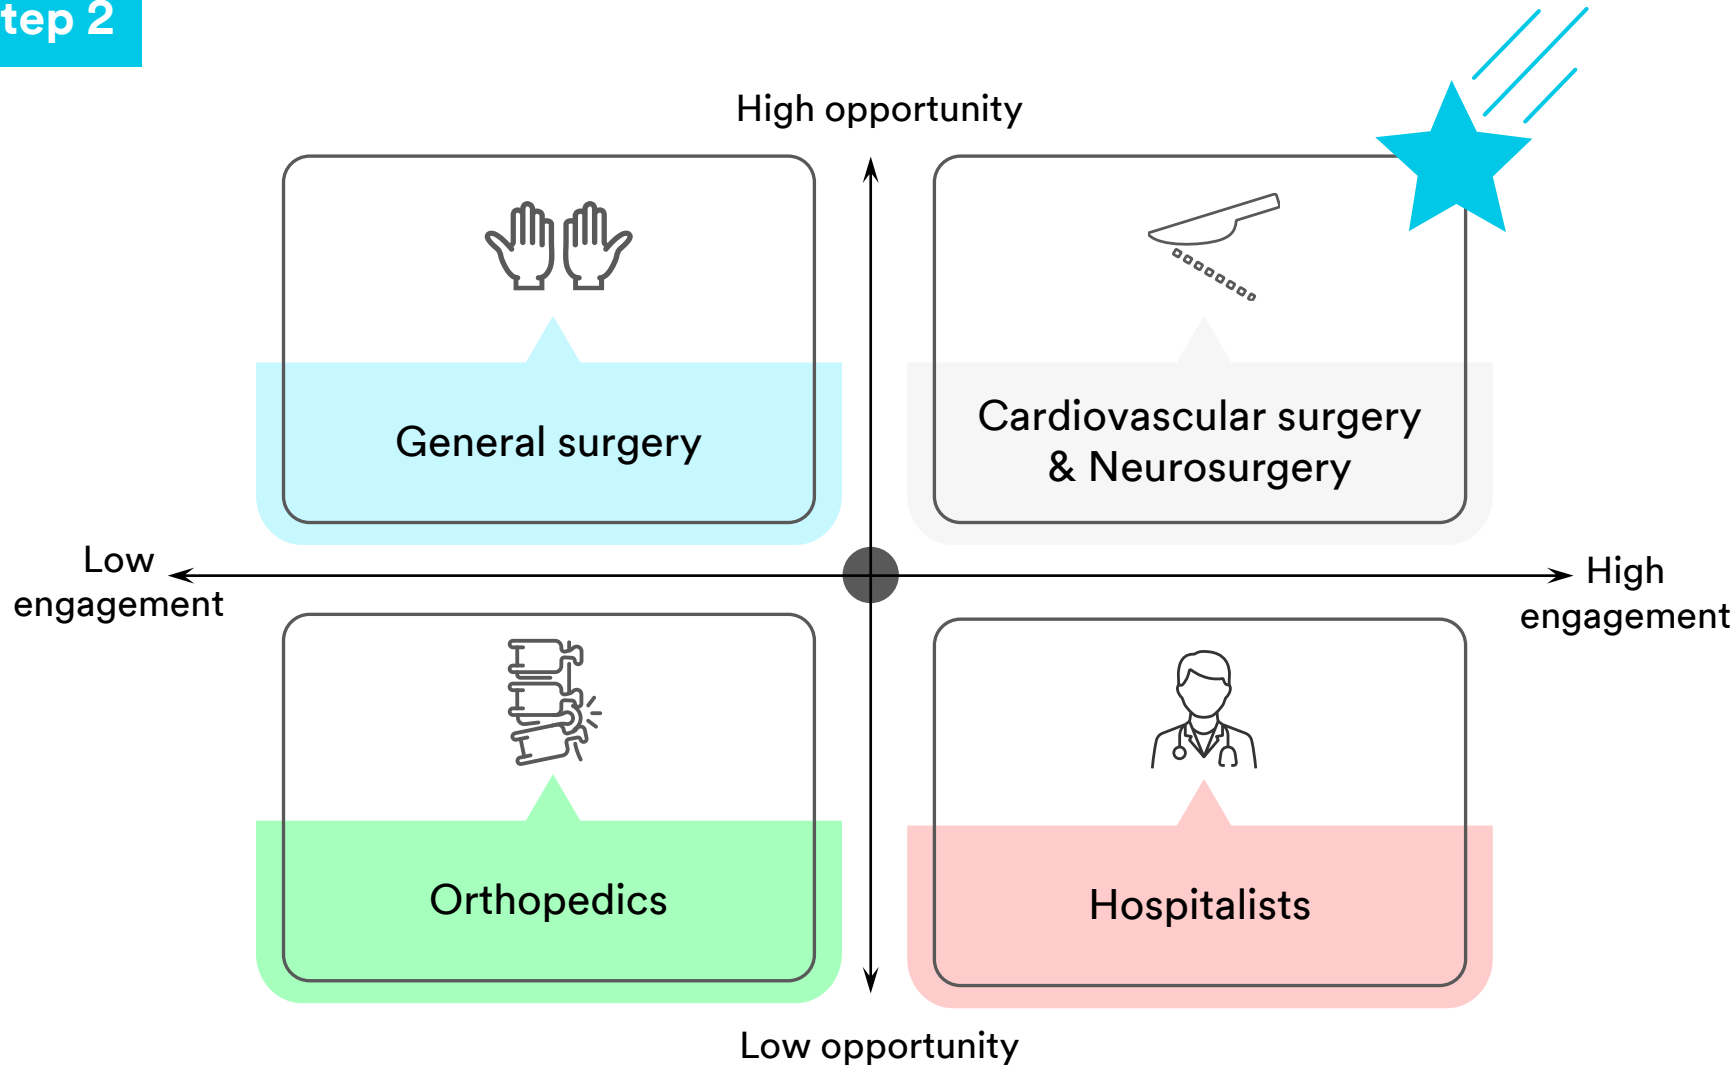 tep 2
High opportunity
General surgery
Cardiovascular surgery
& Neurosurgery
Low
engagement
High
engagement
Orthopedics
Hospitalists
Low opportunity